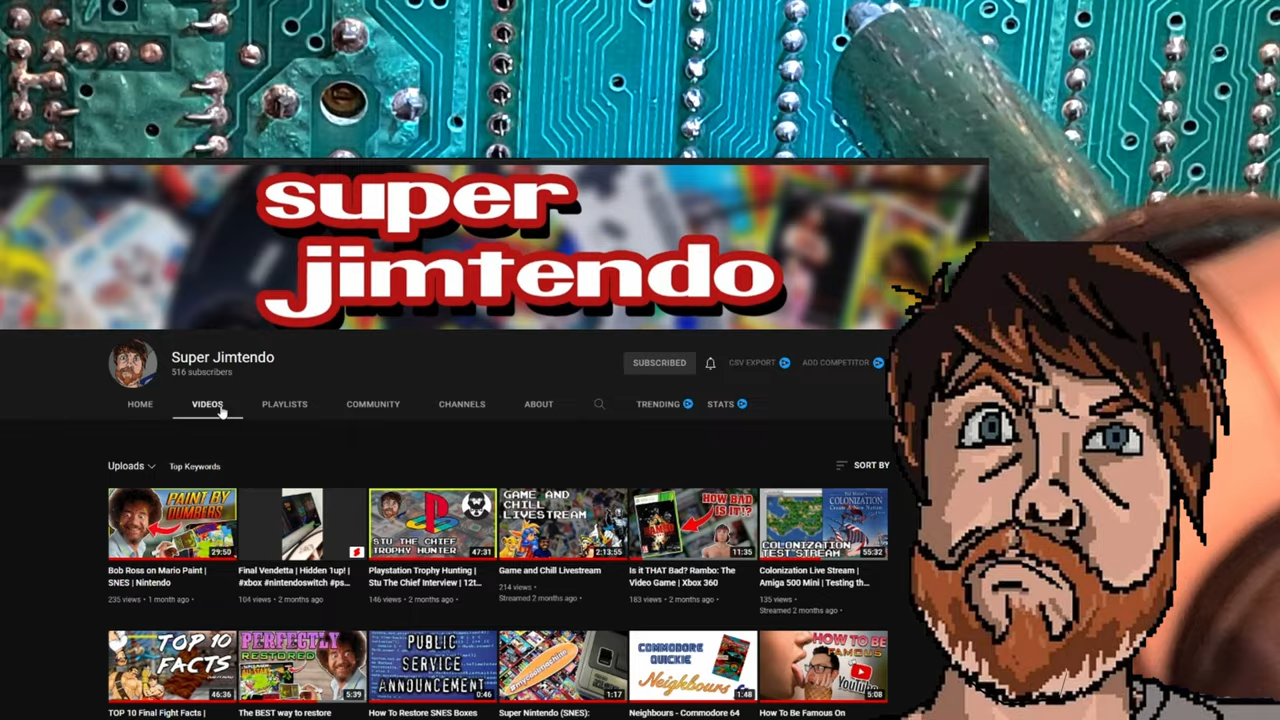 super
jimtendo
Super Jimtendo
516 subscribers
SUBSCRIBED
CSV EXPORT
ADD COMPETITOR
HOME
VIDEOS
PLAYLISTS
COMMUNITY
CHANNELS
ABOUT
TRENDING
STATS
Uploads
Top Keywords
SORT BY
PAINT BY
NUMBERS
29:50
47:31
STU THE CHIEF
TROPHY HUNTER
GAME AND
CHILL
LIVESTREAM
2:13:55
HOW BAD
IS IT!?
11:35
COLONIZATION
COLONIZATION
TEST STREAM
55:32
Bob Ross on Mario Paint |
SNES | Nintendo
235 views • 1 month ago •
Final Vendetta | Hidden 1up! |
#xbox #nintendoswitch #ps...
104 views • 2 months ago
Playstation Trophy Hunting |
Stu The Chief Interview | 12t...
146 views • 2 months ago •
Game and Chill Livestream
214 views •
Streamed 2 months ago •
Is it THAT Bad? Rambo: The
Video Game | Xbox 360
183 views • 2 months ago •
Colonization Live Stream |
Amiga 500 Mini | Testing th...
135 views •
Streamed 2 months ago •
TOP 10
FACTS
46:36
PERFECTLY
RESTORED
5:39
PUBLIC
SERVICE
ANNOUNCEMENT
0:46
1:17
COMMODORE
QUICKIE
Neighbours
1:48
HOW TO BE
FAMOUS
YouTube
5:08
TOP 10 Final Fight Facts |
The BEST way to restore
How To Restore SNES Boxes
Super Nintendo (SNES):
Neighbours - Commodore 64
How To Be Famous On